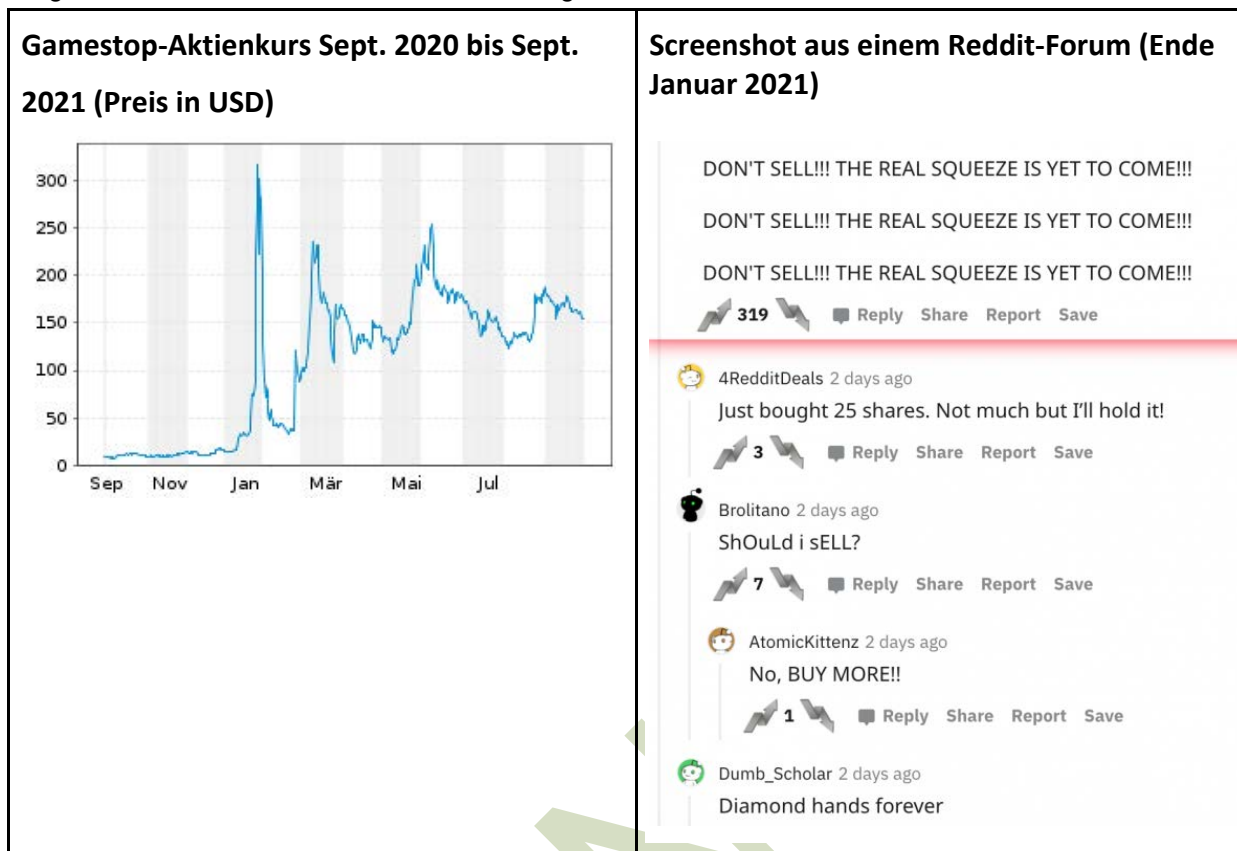 Gamestop-Aktienkurs Sept. 2020 bis Sept.
2021 (Preis in USD)
300
250
200
150
100
50
0
Sep Nov Jan Mär Mai Jul
Screenshot aus einem Reddit-Forum (Ende
Januar 2021)
DON'T SELL!!! THE REAL SQUEEZE IS YET TO COME!!!
DON'T SELL!!! THE REAL SQUEEZE IS YET TO COME!!!
DON'T SELL!!! THE REAL SQUEEZE IS YET TO COME!!!
319 Reply Share Report Save
4RedditDeals 2 days ago
Just bought 25 shares. Not much but I'll hold it!
3 Reply Share Report Save
Brolitano 2 days ago
ShOuLd i sELL?
7 Reply Share Report Save
AtomicKittenz 2 days ago
No, BUY MORE!!
1 Reply Share Report Save
Dumb_Scholar 2 days ago
Diamond hands forever